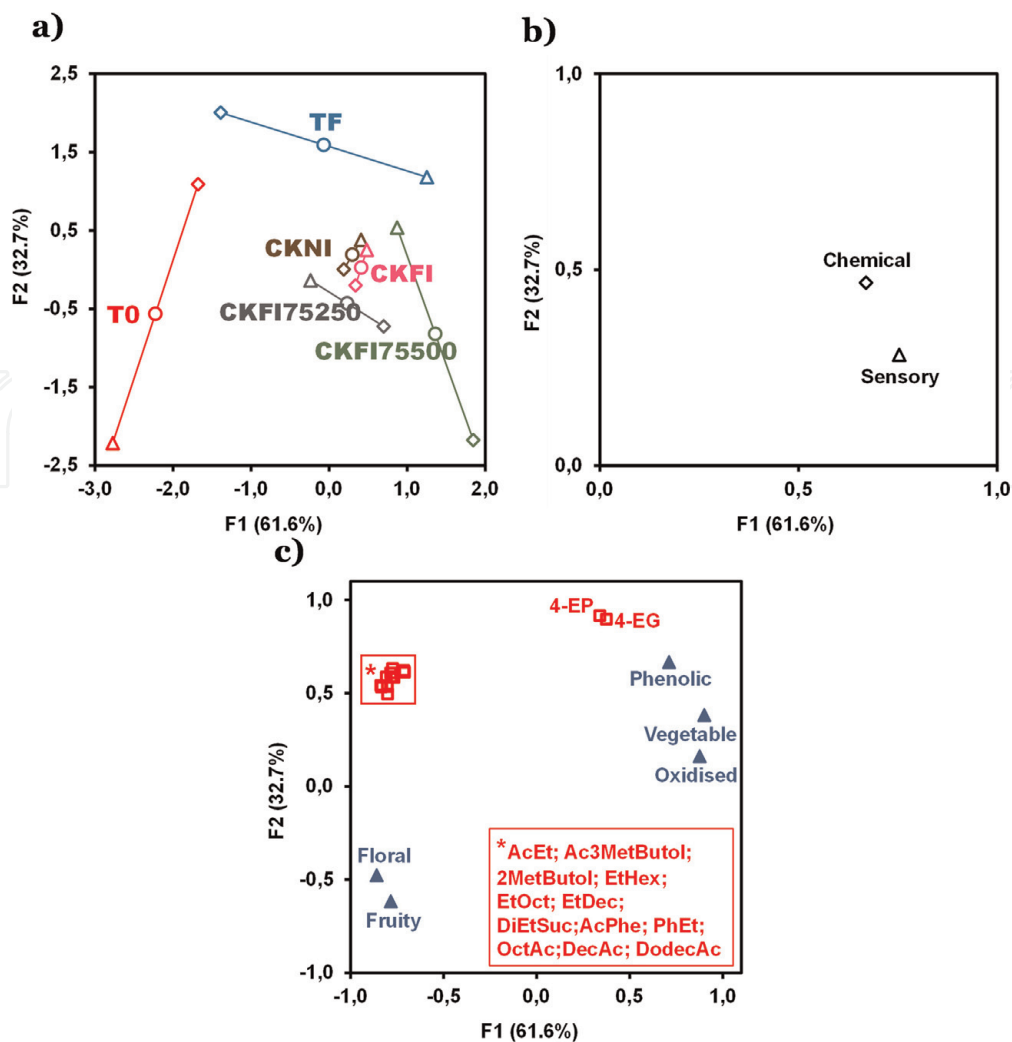 a)
2,5
1,5
0,5
-0,5
-1,5
-2,5
F2 (32.7%)
TF
CKNI
CKFI
CKFI75250
T0
CKFI75500
-3,0 -2,0 -1,0 0,0 1,0 2,0
F1 (61.6%)
b)
1,0
0,5
0,0
F2 (32.7%)
Chemical
Sensory
0,0 0,5 1,0
F1 (61.6%)
c)
1,0
0,5
0,0
-0,5
-1,0
F2 (32.7%)
4-EP
4-EG
*
Phenolic
Vegetable
Oxidised
Floral
Fruity
*AcEt; Ac3MetButol;
2MetButol; EtHex;
EtOct; EtDec;
DiEtSuc;AcPhe; PhEt;
OctAc;DecAc; DodecAc
-1,0 -0,5 0,0 0,5 1,0
F1 (61.6%)